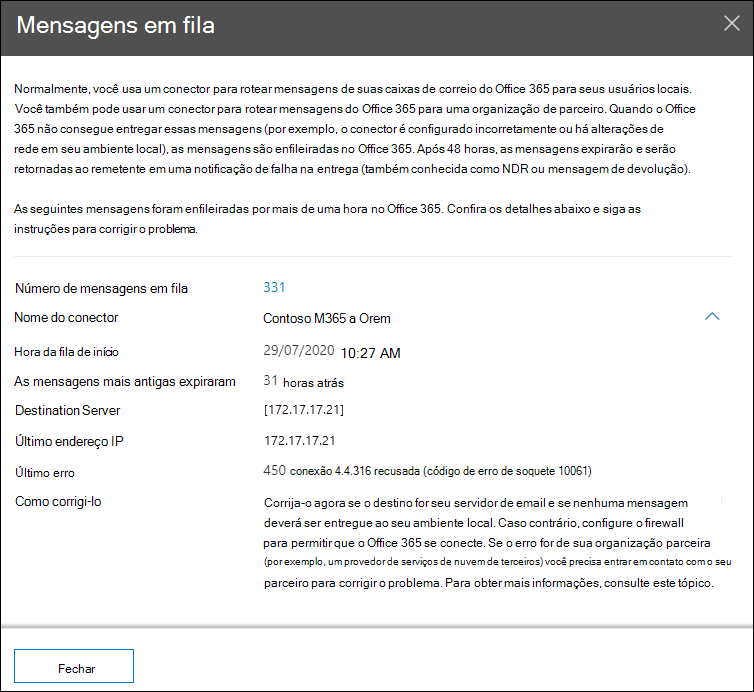 Mensagens em fila
Normalmente, você usa um conector para rotear mensagens de suas caixas de correio do Office 365 para seus usuários locais.
Você também pode usar um conector para rotear mensagens do Office 365 para uma organização de parceiro. Quando o Office
365 não consegue entregar essas mensagens (por exemplo, o conector é configurado incorretamente ou há alterações de
rede em seu ambiente local), as mensagens são enfileiradas no Office 365. Após 48 horas, as mensagens expirarão e serão
retornadas ao remetente em uma notificação de falha na entrega (também conhecida como NDR ou mensagem de devolução).
As seguintes mensagens foram enfileiradas por mais de uma hora no Office 365. Confira os detalhes abaixo e siga as
instruções para corrigir o problema.
Número de mensagens em fila 331
Nome do conector Contoso M365 a Orem
Hora da fila de início 29/07/2020 10:27 AM
As mensagens mais antigas expiraram 31 horas atrás
Destination Server [172.17.17.21]
Último endereço IP 172.17.17.21
Último erro 450 conexão 4.4.316 recusada (código de erro de soquete 10061)
Como corrigi-lo Corrija-o agora se o destino for seu servidor de email e se nenhuma mensagem
deverá ser entregue ao seu ambiente local. Caso contrário, configure o firewall
para permitir que o Office 365 se conecte. Se o erro for de sua organização parceira
(por exemplo, um provedor de serviços de nuvem de terceiros) você precisa entrar em contato com o seu
parceiro para corrigir o problema. Para obter mais informações, consulte este tópico.
Fechar